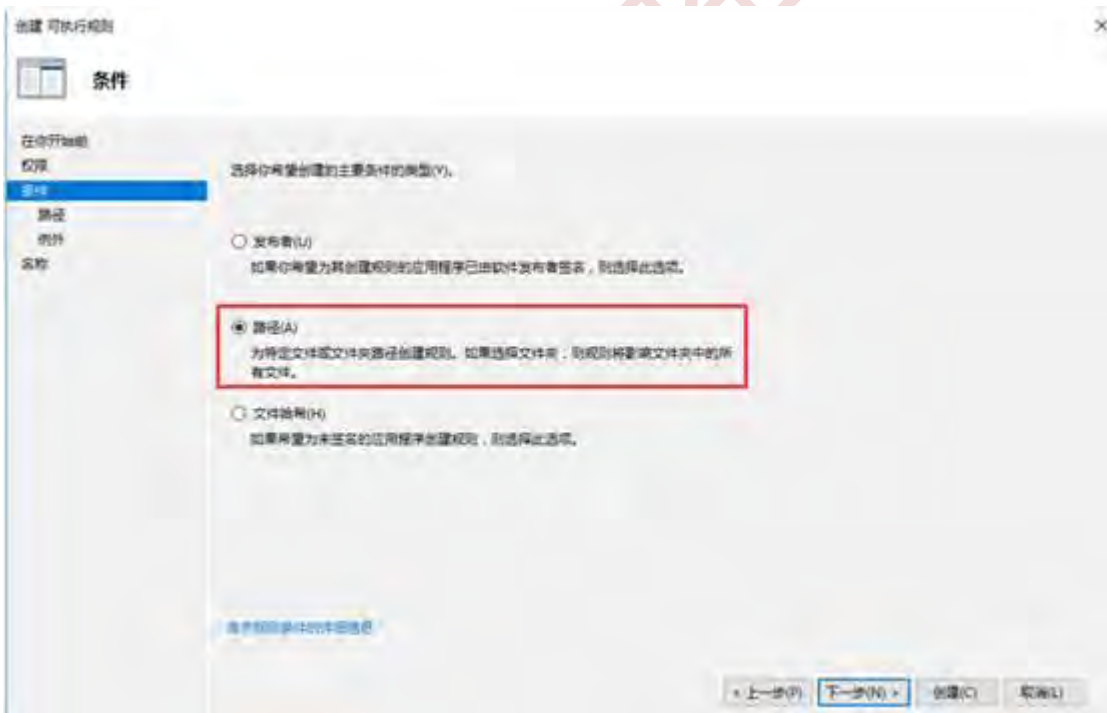 创建 可执行规则
条件
在你开始前
权限
条件
路径
例外
名称
选择你希望创建的主要条件的类型(Y)。
发布者(U)
如果你希望为其创建规则的应用程序已由软件发布者签名，则选择此选项。
路径(A)
为特定文件或文件夹路径创建规则。如果选择文件夹，则规则将影响文件夹中的所
有文件。
文件哈希(H)
如果希望为未签名的应用程序创建规则，则选择此选项。
有关规则条件的详细信息
< 上一步(P)
下一步(N) >
创建(C)
取消(L)